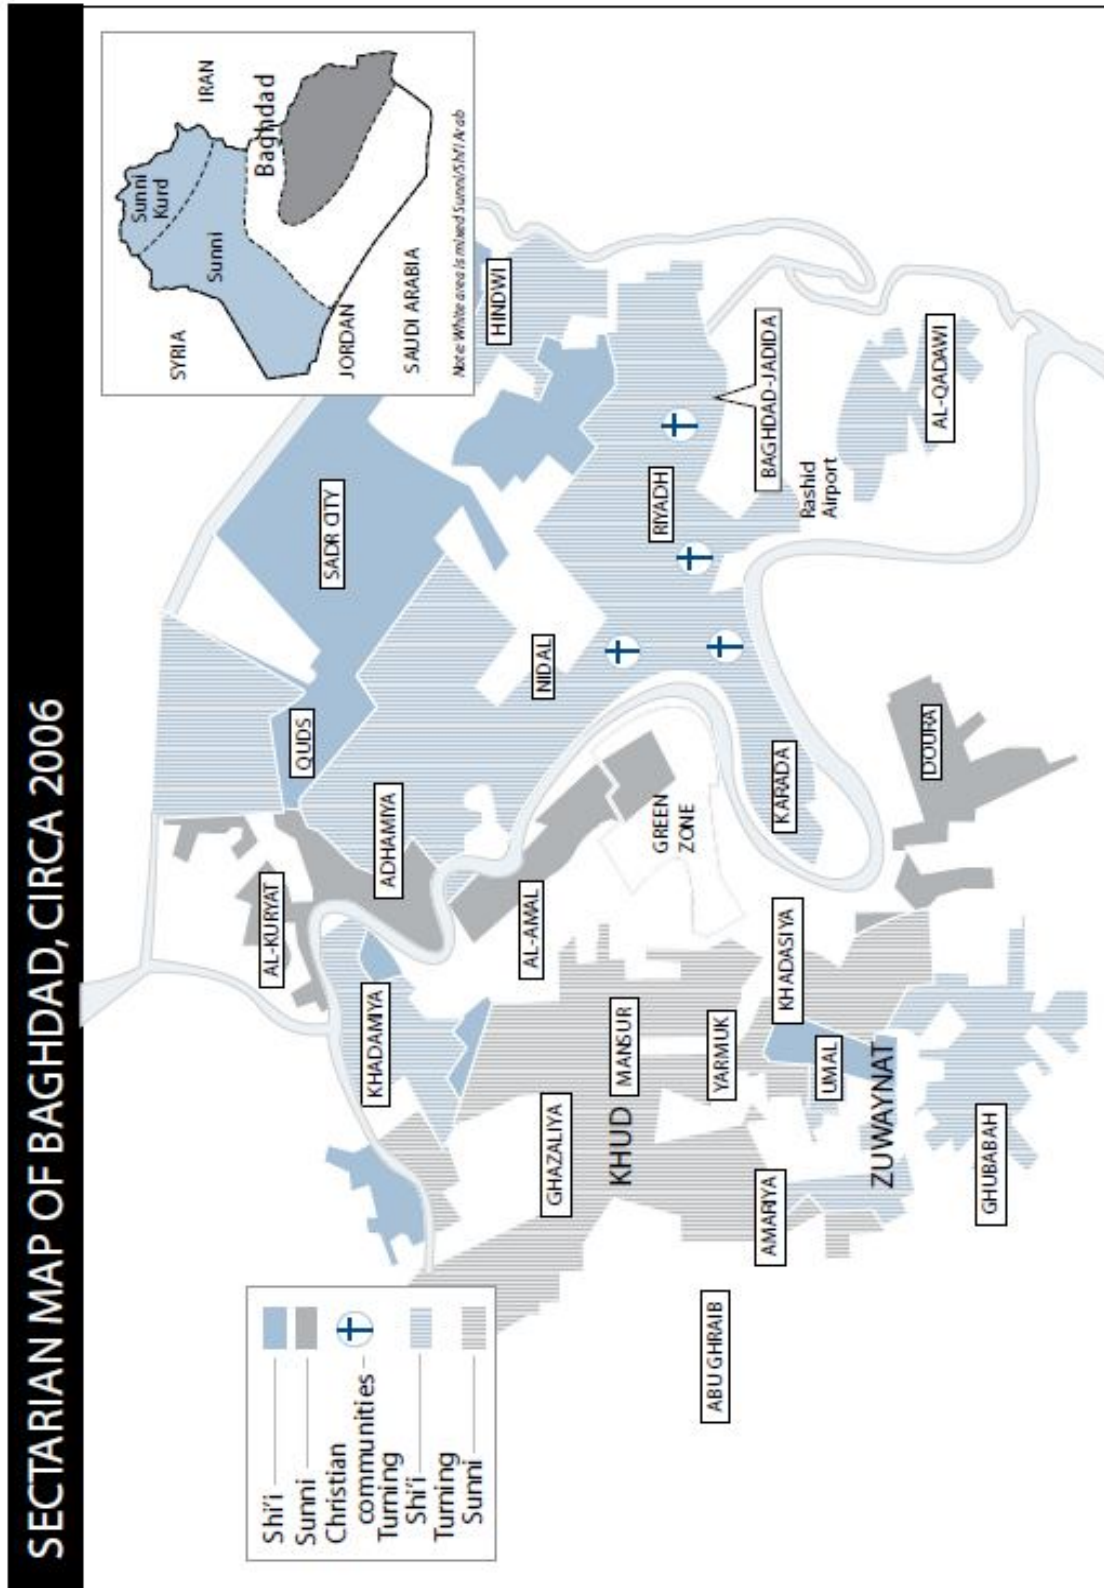 SECTARIAN MAP OF BAGHDAD, CIRCA 2006
Shi'i
Sunni
Christian
communities
Turning
Shi'i
Turning
Sunni
SYRIA
IRAN
JORDAN
SAUDI ARABIA
Sunni
Kurd
Sunni
Baghdad
Note: White area is mixed Sunni/Shi'i Arab
AL-KURYAT
QUDS
SADR CITY
KHADAMIYA
ADHAMIYA
HINDWI
AL-AMAL
NIDAL
GHAZALIYA
KHUD
MANSUR
GREEN
ZONE
RIYADH
ABU GHRAIB
YARMUK
AMARIYA
KHADASIYA
KARADA
BAGHDAD-JADIDA
UMAL
Rashid
Airport
ZUWAYNAT
DOURA
AL-QADAWI
GHUBABAH